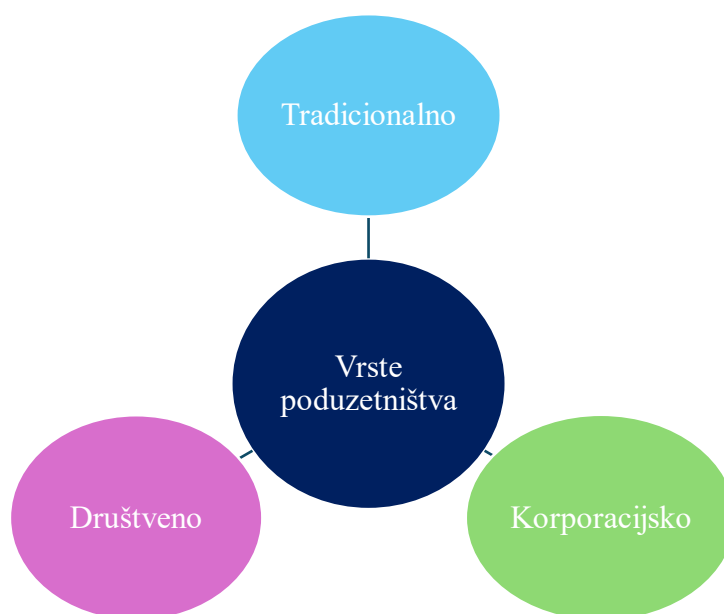 Tradicionalno
Vrste
poduzetništva
Društveno
Korporacijsko